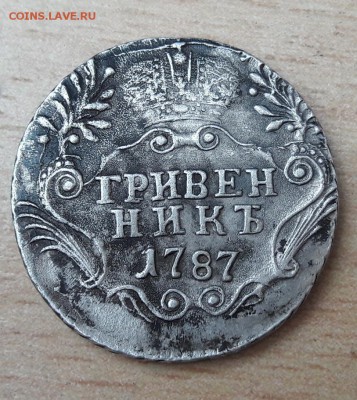 COINS.LAVE.RU
ГРИВЕН
НИКЪ
1787